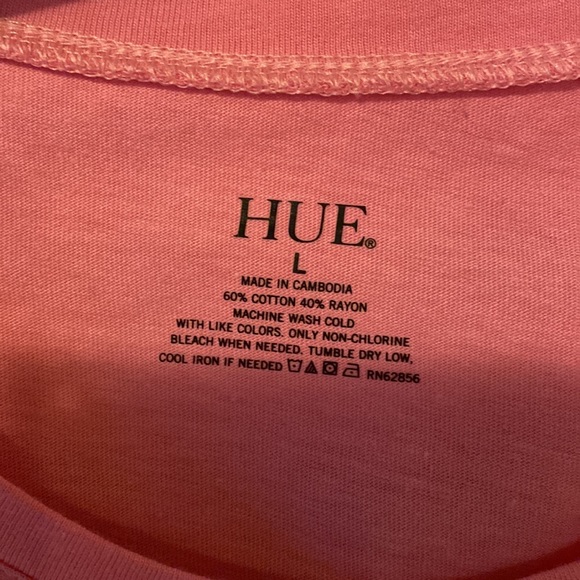 HUE®
L
MADE IN CAMBODIA
60% COTTON 40% RAYON
MACHINE WASH COLD
WITH LIKE COLORS. ONLY NON-CHLORINE
BLEACH WHEN NEEDED. TUMBLE DRY LOW,
COOL IRON IF NEEDED RN62856